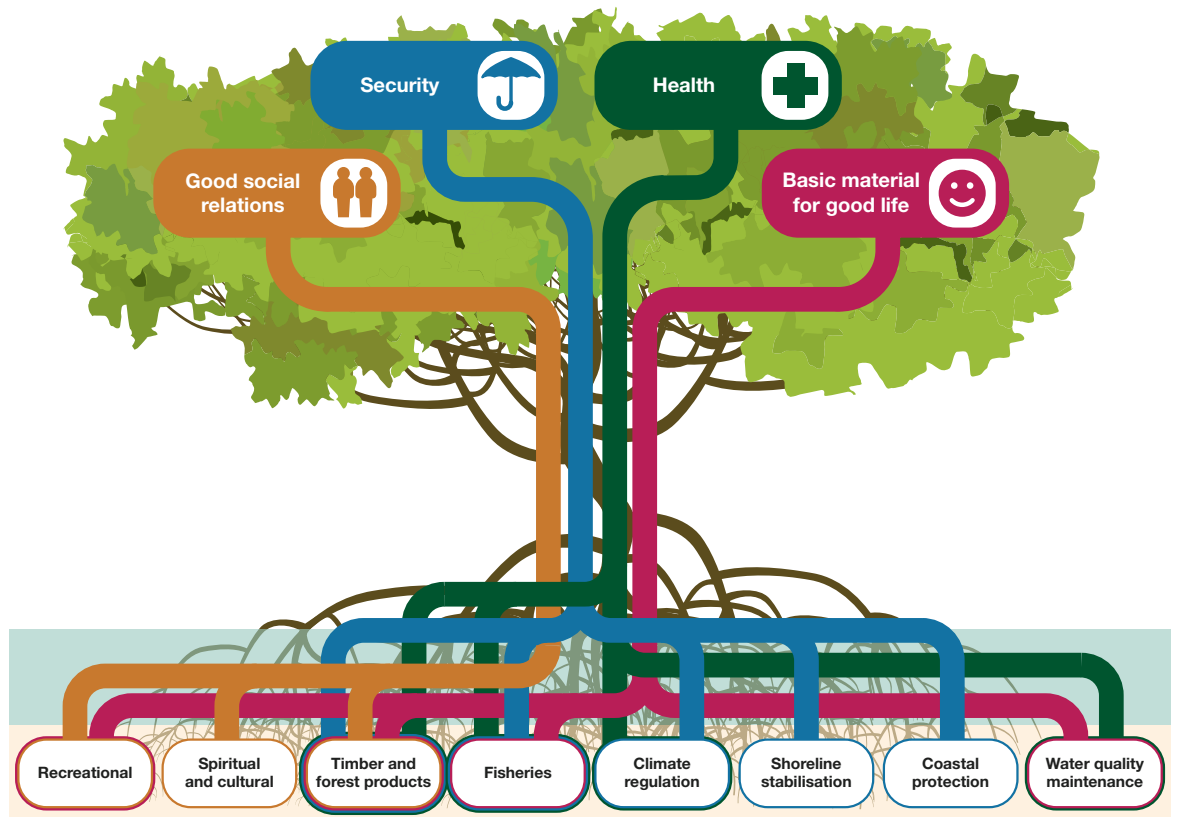 Security
Health
Good social
relations
Basic material
for good life
Recreational
Spiritual
and cultural
Timber and
forest products
Fisheries
Climate
regulation
Shoreline
stabilisation
Coastal
protection
Water quality
maintenance